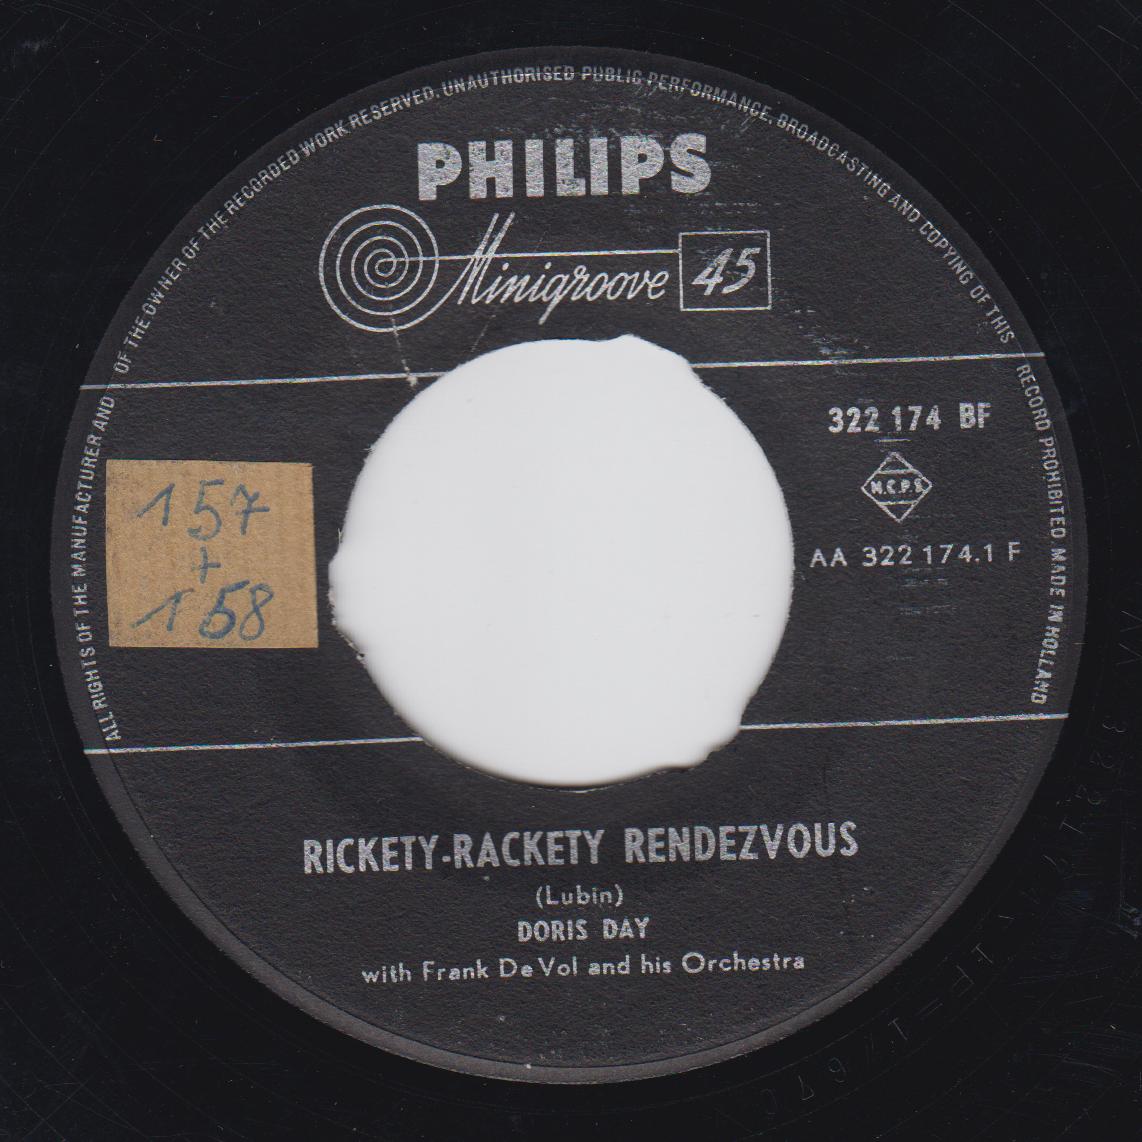 ALL RIGHTS OF THE MANUFACTURER AND OF THE OWNER OF THE RECORDED WORK RESERVED. UNAUTHORISED PUBLIC PERFORMANCE, BROADCASTING AND COPYING OF THIS RECORD PROHIBITED MADE IN HOLLAND
PHILIPS
Minigroove 45
322 174 BF
M.C.P.S
AA 322 174.1 F
157
+
158
RICKETY-RACKETY RENDEZVOUS
(Lubin)
DORIS DAY
with Frank De Vol and his Orchestra